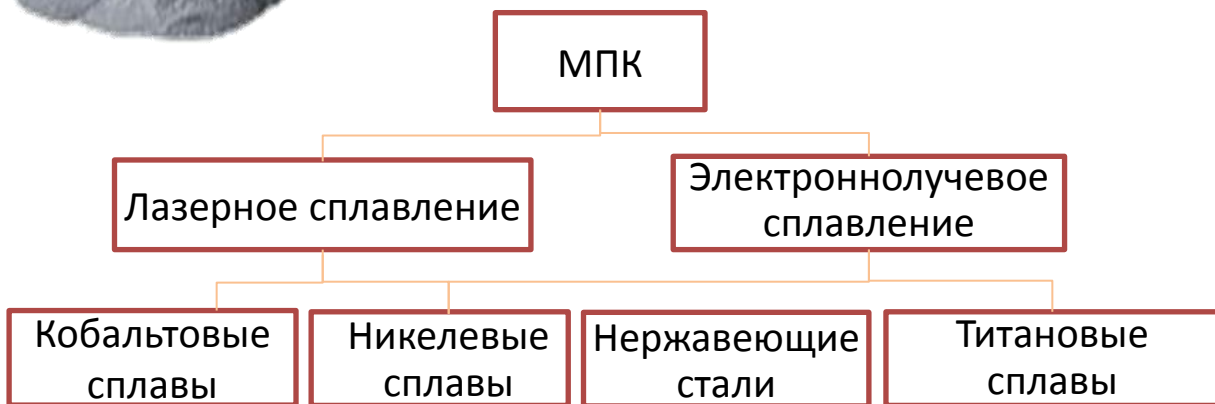 МПК
Лазерное сплавление
Электроннолучевое
сплавление
Кобальтовые
сплавы
Никелевые
сплавы
Нержавеющие
стали
Титановые
сплавы